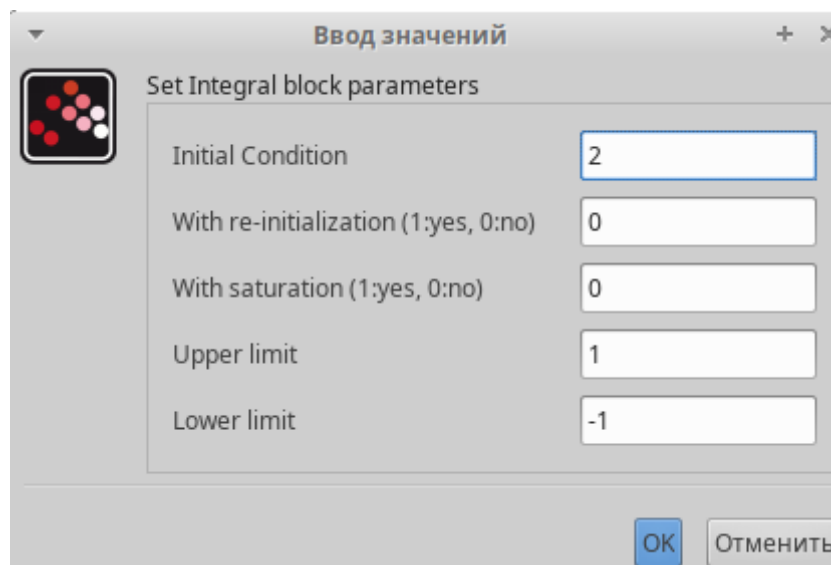 Ввод значений
Set Integral block parameters
Initial Condition 2
With re-initialization (1:yes, 0:no) 0
With saturation (1:yes, 0:no) 0
Upper limit 1
Lower limit -1
OK Отменить